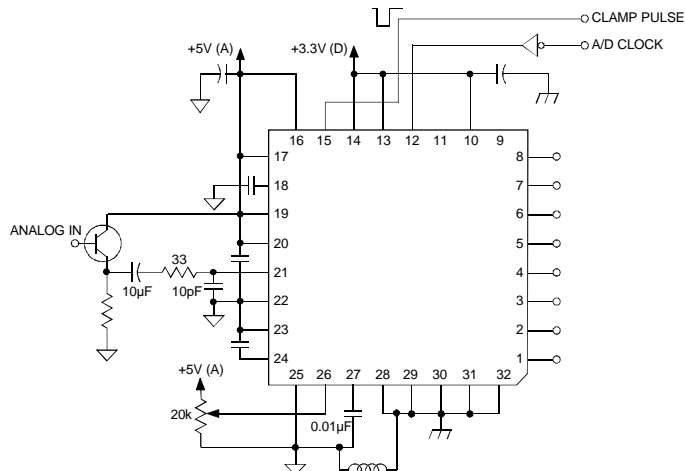 CLAMP PULSE
+5V (A)
+3.3V (D)
A/D CLOCK
16 15 14 13 12 11 10 9
17
8
18
7
19
6
ANALOG IN
20
5
33
21
4
10µF
10pF
22
3
23
2
24
1
25 26 27 28 29 30 31 32
+5V (A)
20k
0.01µF